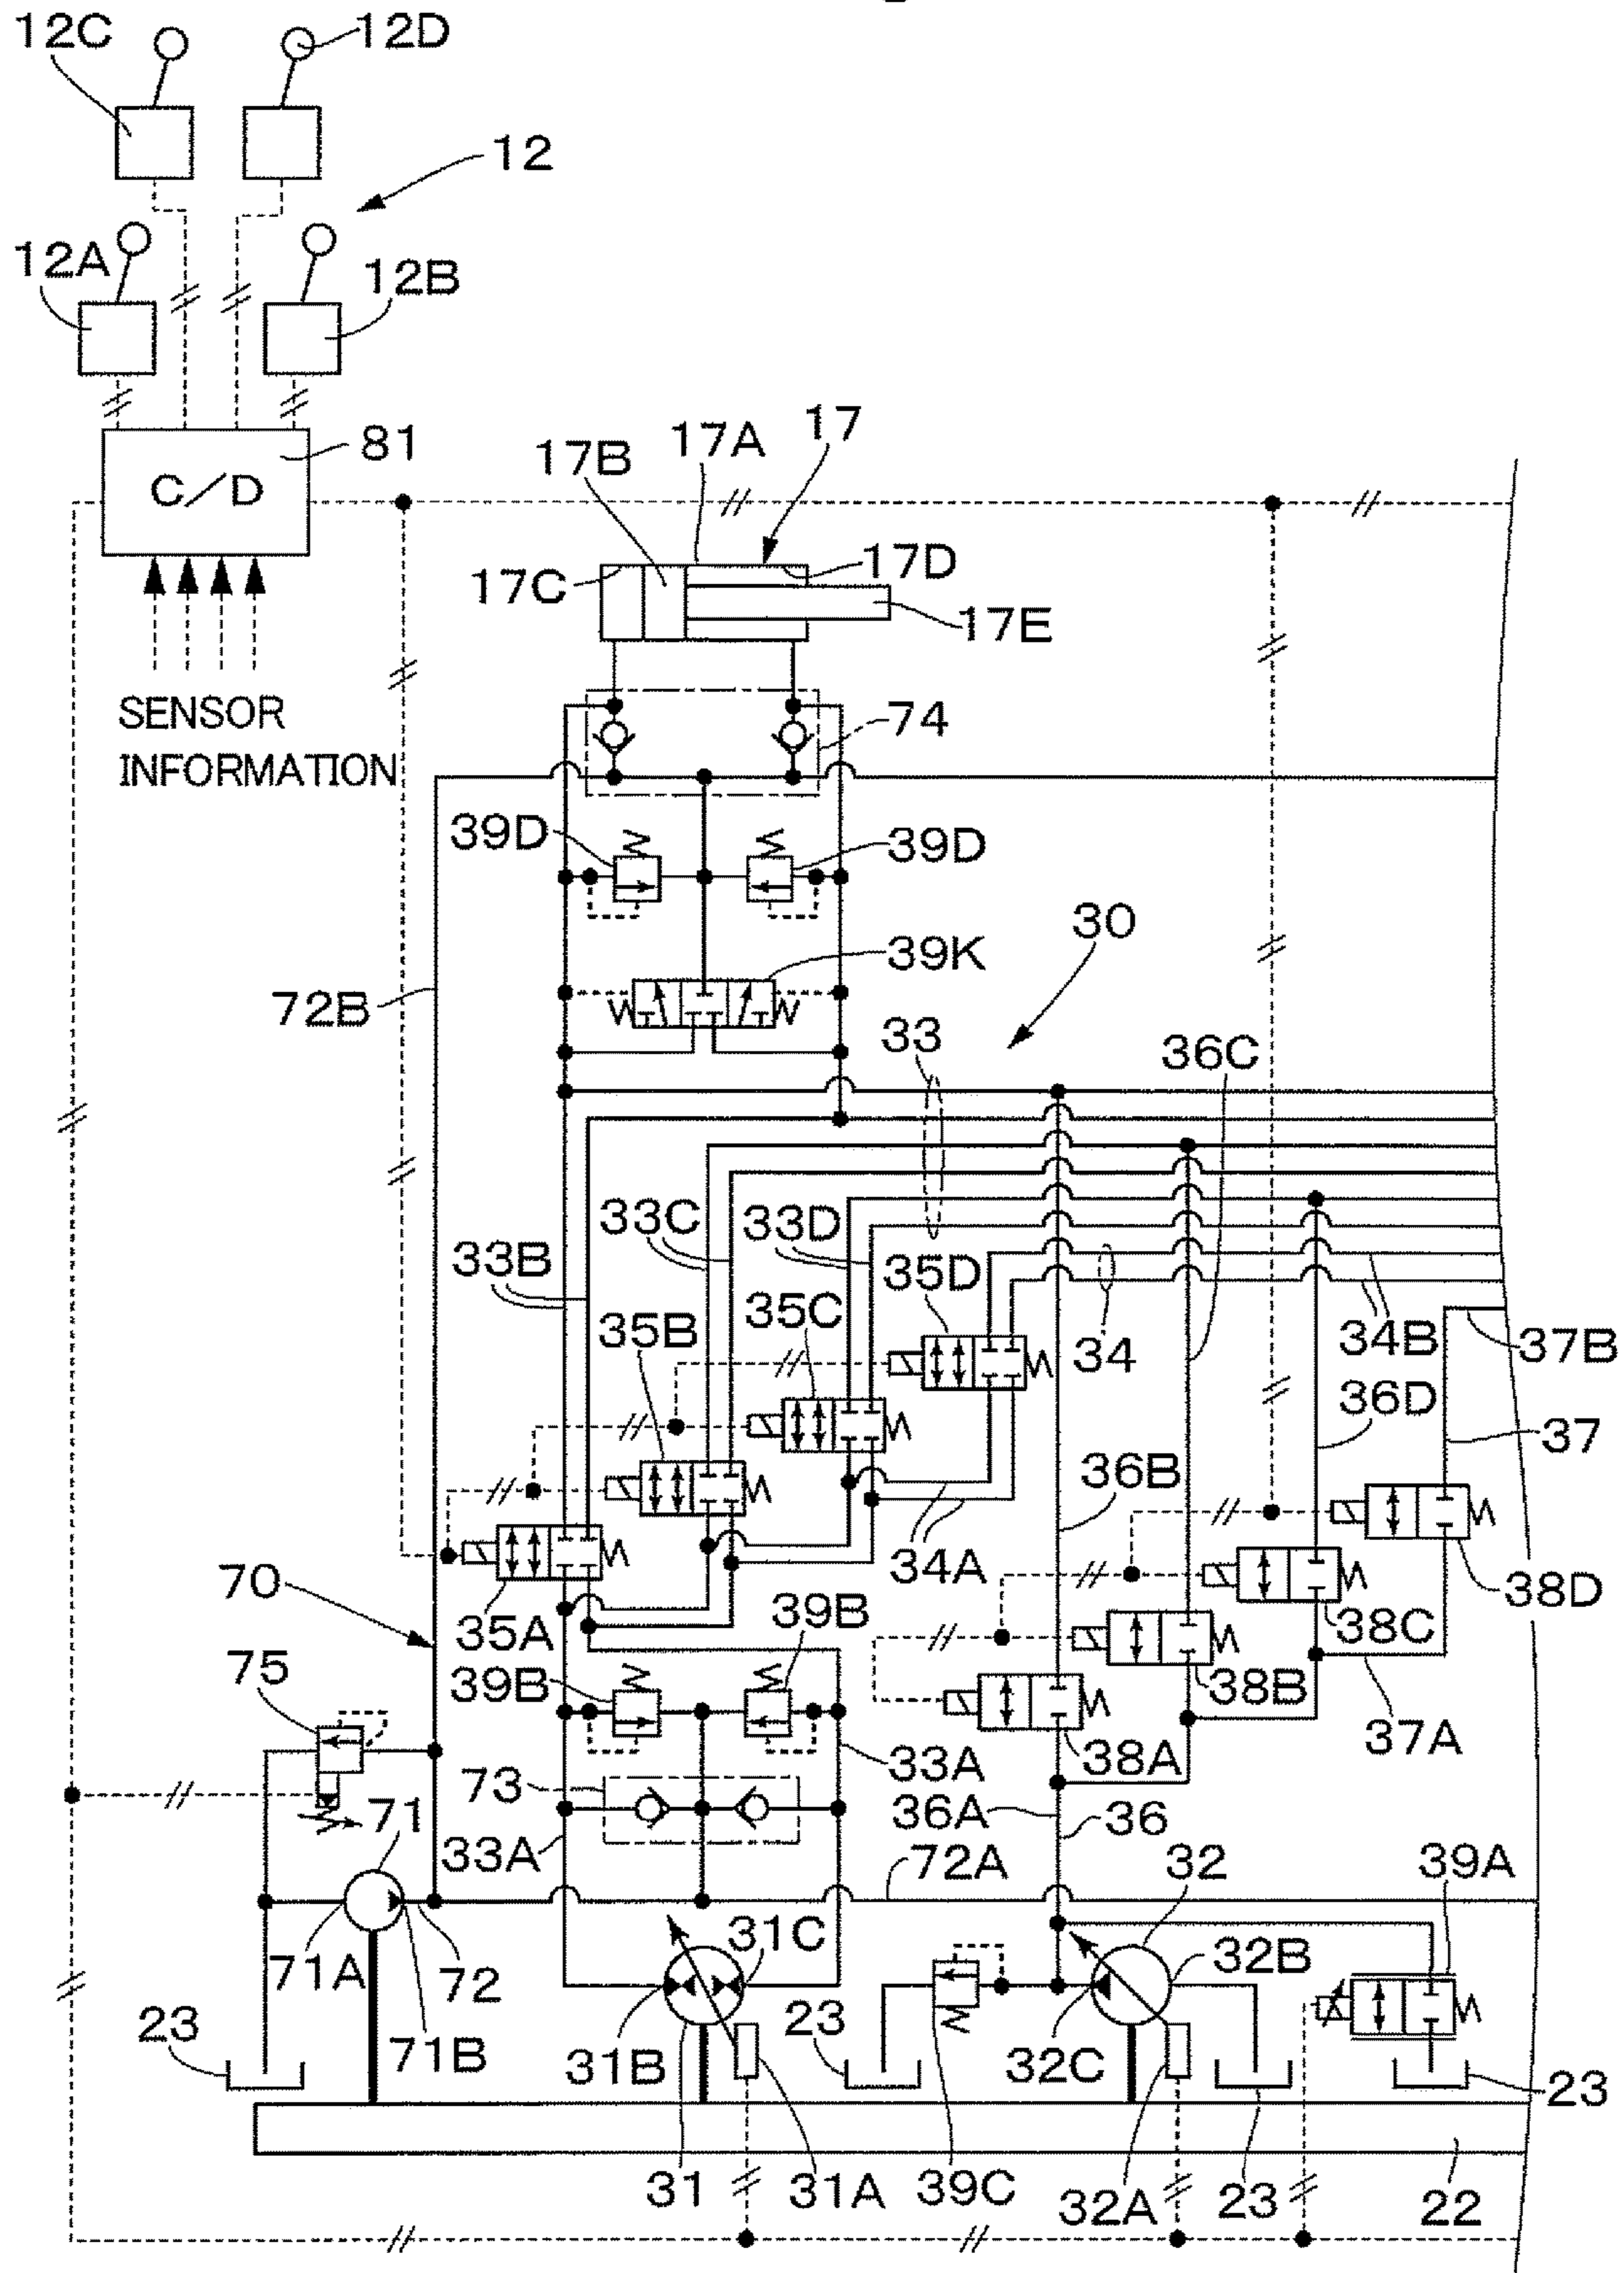 12C
12D
12
12A
12B
81
C/D
17
17A
17B
17C
17D
17E
SENSOR
INFORMATION
74
39D
39D
39K
30
72B
33
36C
33C
33D
33B
35D
35C
35B
34
34B
37B
36D
37
36B
34A
70
35A
39B
39B
38D
38C
38B
75
38A
37A
33A
73
36A
36
71
33A
72A
32
39A
31C
32B
71A
72
23
71B
31B
23
32C
23
31
31A
39C
32A
23
22